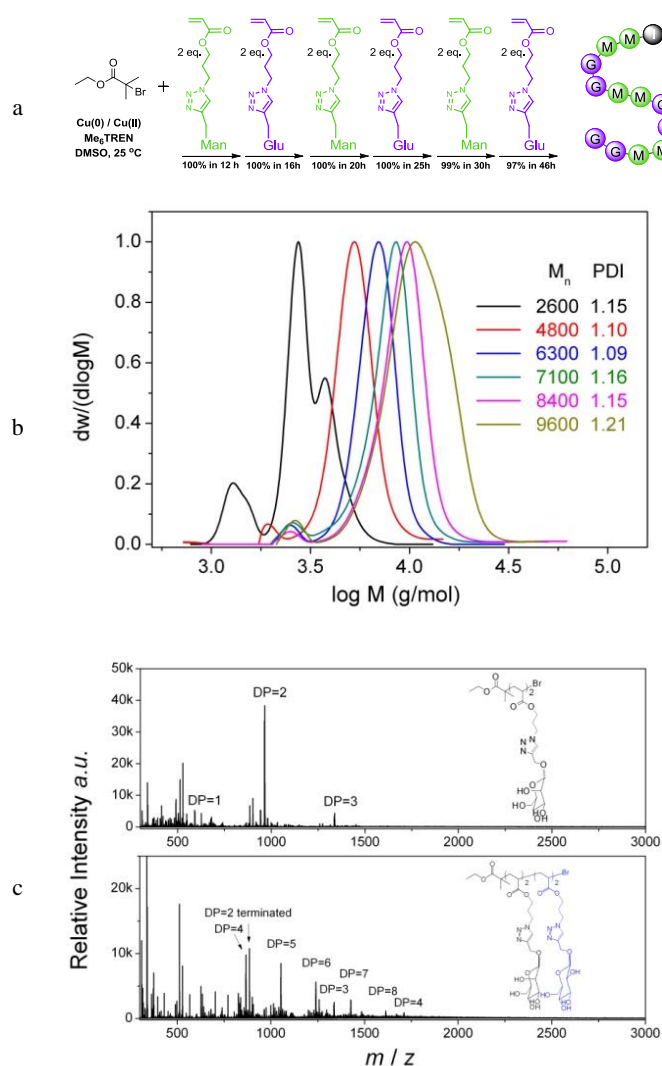 a
2 eq. 2 eq. 2 eq. 2 eq. 2 eq. 2 eq.
Br
+
Cu(0) / Cu(II)
Me6TREN
DMSO, 25 °C
Man Glu Man Glu Man Glu
100% in 12 h 100% in 16h 100% in 20h 100% in 25h 99% in 30h 97% in 46h
I M M G G M M G G G M M
b
dw/(dlogM)
1.0
0.8
0.6
0.4
0.2
0.0
Mn PDI
2600 1.15
4800 1.10
6300 1.09
7100 1.16
8400 1.15
9600 1.21
3.0 3.5 4.0 4.5 5.0
log M (g/mol)
c
Relative Intensity a.u.
50k
40k
30k
20k
10k
0
DP=1
DP=2
DP=3
500 1000 1500 2000 2500 3000
20k
10k
0
DP=2 terminated
DP=4
DP=5
DP=6
DP=3
DP=7
DP=8
DP=4
500 1000 1500 2000 2500 3000
m / z